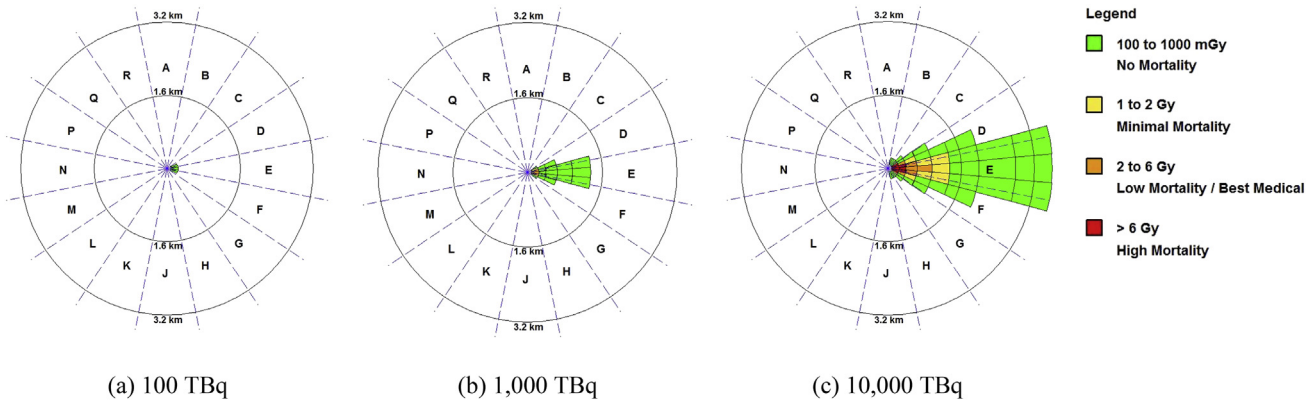 3.2 km
R A B
Q C
1.6 km
P D
N E
M F
L G
1.6 km
K J H
3.2 km
(a) 100 TBq
3.2 km
R A B
Q C
1.6 km
P D
N E
M F
L G
1.6 km
K J H
3.2 km
(b) 1,000 TBq
3.2 km
R A B
Q C
1.6 km
P D
N E
M F
L G
1.6 km
K J H
3.2 km
(c) 10,000 TBq
Legend
100 to 1000 mGy
No Mortality
1 to 2 Gy
Minimal Mortality
2 to 6 Gy
Low Mortality / Best Medical
> 6 Gy
High Mortality